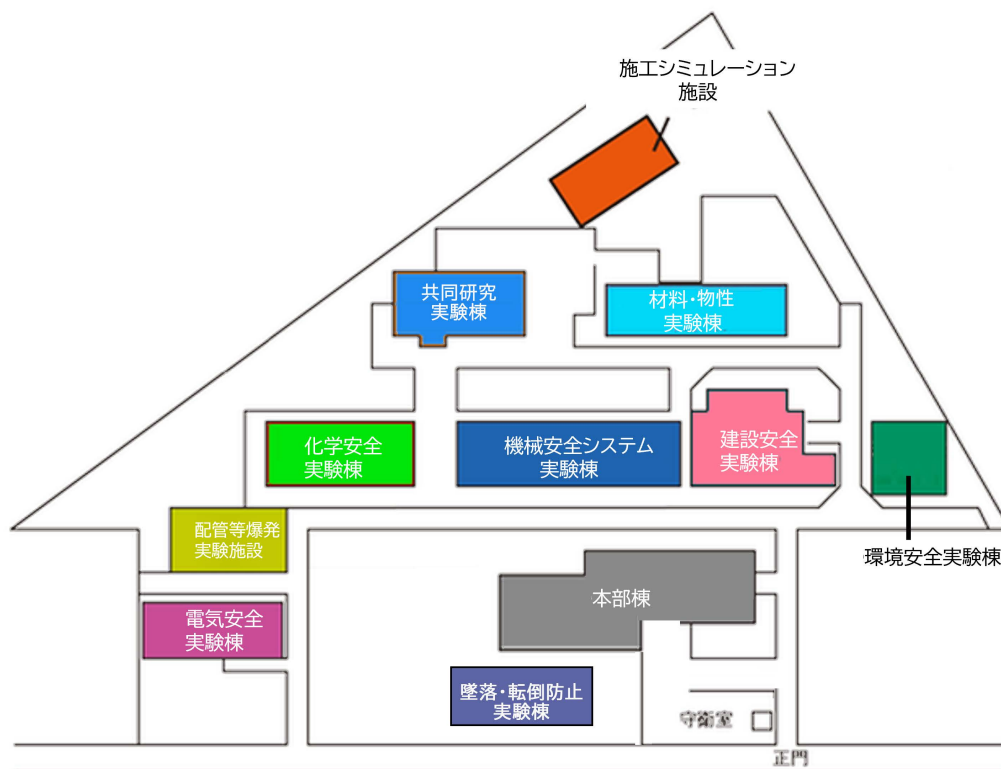 施工シミュレーション
施設
共同研究
実験棟
材料・物性
実験棟
化学安全
実験棟
機械安全システム
実験棟
建設安全
実験棟
配管等爆発
実験施設
環境安全実験棟
本部棟
電気安全
実験棟
墜落・転倒防止
実験棟
守衛室
正門